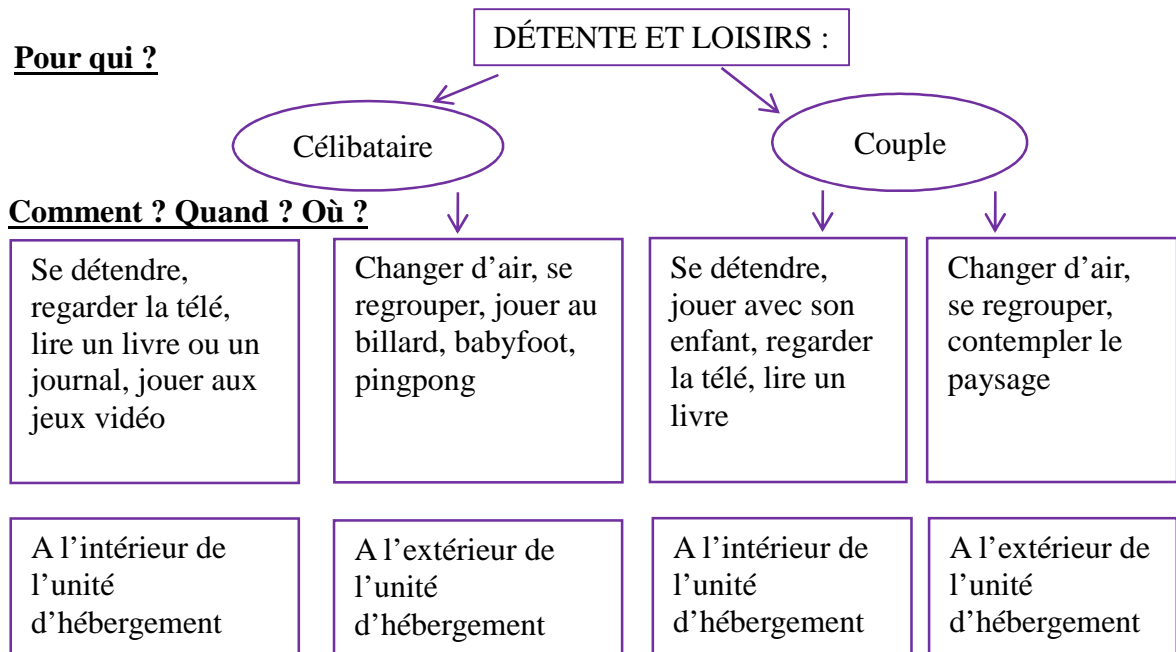 DÉTENTE ET LOISIRS :
Pour qui ?
Célibataire
Couple
Comment ? Quand ? Où ?
Se détendre,
regarder la télé,
lire un livre ou un
journal, jouer aux
jeux vidéo
Changer d’air, se
regrouper, jouer au
billard, babyfoot,
pingpong
Se détendre,
jouer avec son
enfant, regarder
la télé, lire un
livre
Changer d’air,
se regrouper,
contempler le
paysage
A l’intérieur de
l’unité
d’hébergement
A l’extérieur de
l’unité
d’hébergement
A l’intérieur de
l’unité
d’hébergement
A l’extérieur de
l’unité
d’hébergement